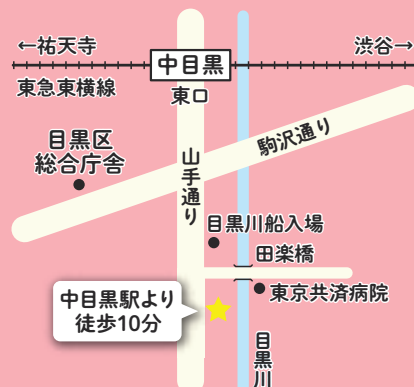 ←祐天寺
渋谷→
中目黒
東急東横線
東口
目黒区
総合庁舎
駒沢通り
山手通り
目黒川船入場
田楽橋
東京共済病院
中目黒駅より
徒歩10分
目黒川